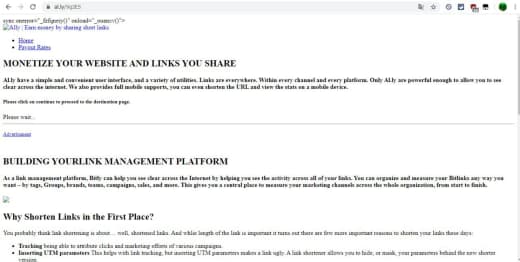 al.ly/
sync onerror="_frfquery()" onload="_
Al.ly | Earn money by sharing short links
Home
Payout Rates
MONETIZE YOUR WEBSITE AND LINKS YOU SHARE
Al.ly have a simple and convenient user interface, and a variety of utilities. Links are everywhere. Within every channel and every platform. Only Al.ly are powerful enough to allow you to see
clear across the internet. We also provide full mobile supports, you can even shorten the URL and view the stats on a mobile device.
Please click on continue to proceed to the destination page.
Please wait...
Advertisement
BUILDING YOURLINK MANAGEMENT PLATFORM
As a link management platform, Bitly can help you see clear across the Internet by helping you see the activity across all of your links. You can organize and measure your Bitlinks any way you
want – by tags, Groups, brands, teams, campaigns, sales, and more. This gives you a central place to measure your marketing channels across the whole organization, from start to finish.
Why Shorten Links in the First Place?
You probably think link shortening is about… well, shortened links. And while length of the link is important it turns out there are few more important reasons to shorten your links these days:
Tracking being able to attribute clicks and marketing efforts of various campaigns.
Inserting UTM parameters This helps with link tracking, but inserting UTM parameters makes a link ugly. A link shortener allows you to hide, or mask, your parameters behind the new shorter
version.